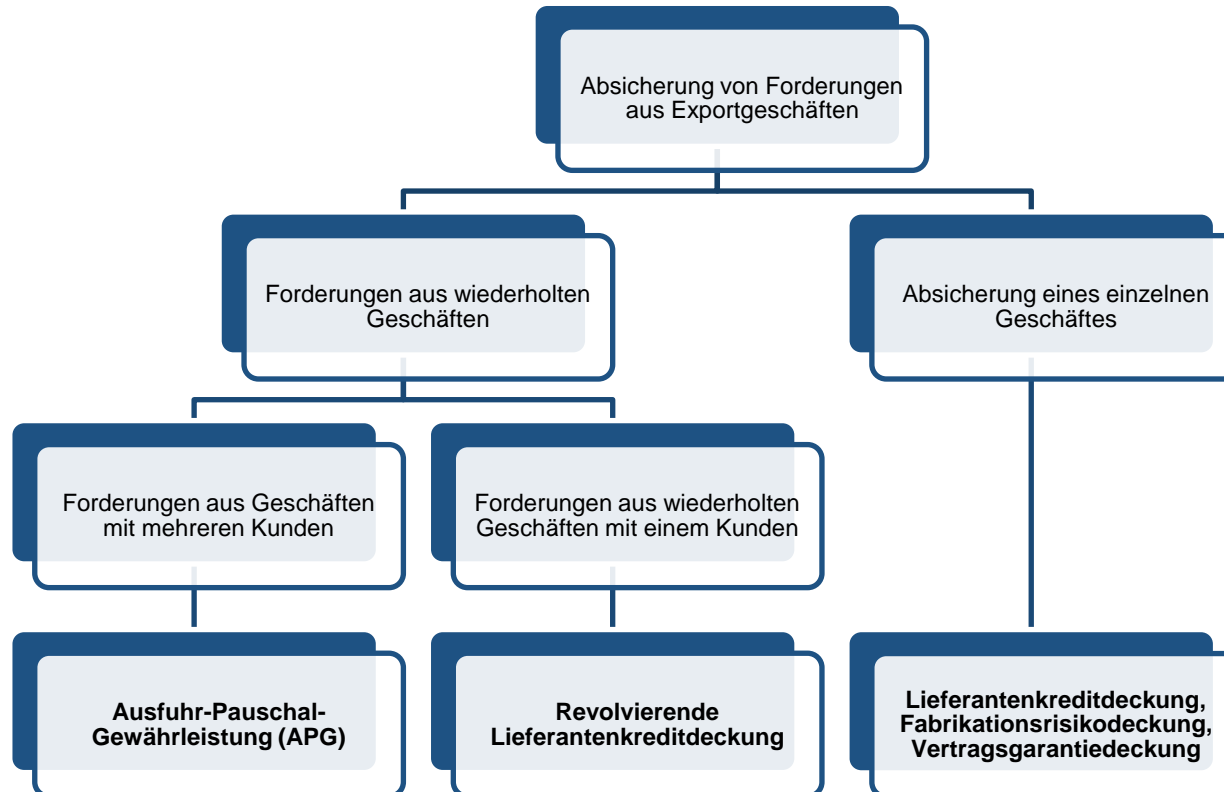 Absicherung von Forderungen
aus Exportgeschäften
Forderungen aus wiederholten
Geschäften
Absicherung eines einzelnen
Geschäftes
Forderungen aus Geschäften
mit mehreren Kunden
Forderungen aus wiederholten
Geschäften mit einem Kunden
Ausfuhr-Pauschal-
Gewährleistung (APG)
Revolvierende
Lieferantenkreditdeckung
Lieferantenkreditdeckung,
Fabrikationsrisikodeckung,
Vertragsgarantiedeckung